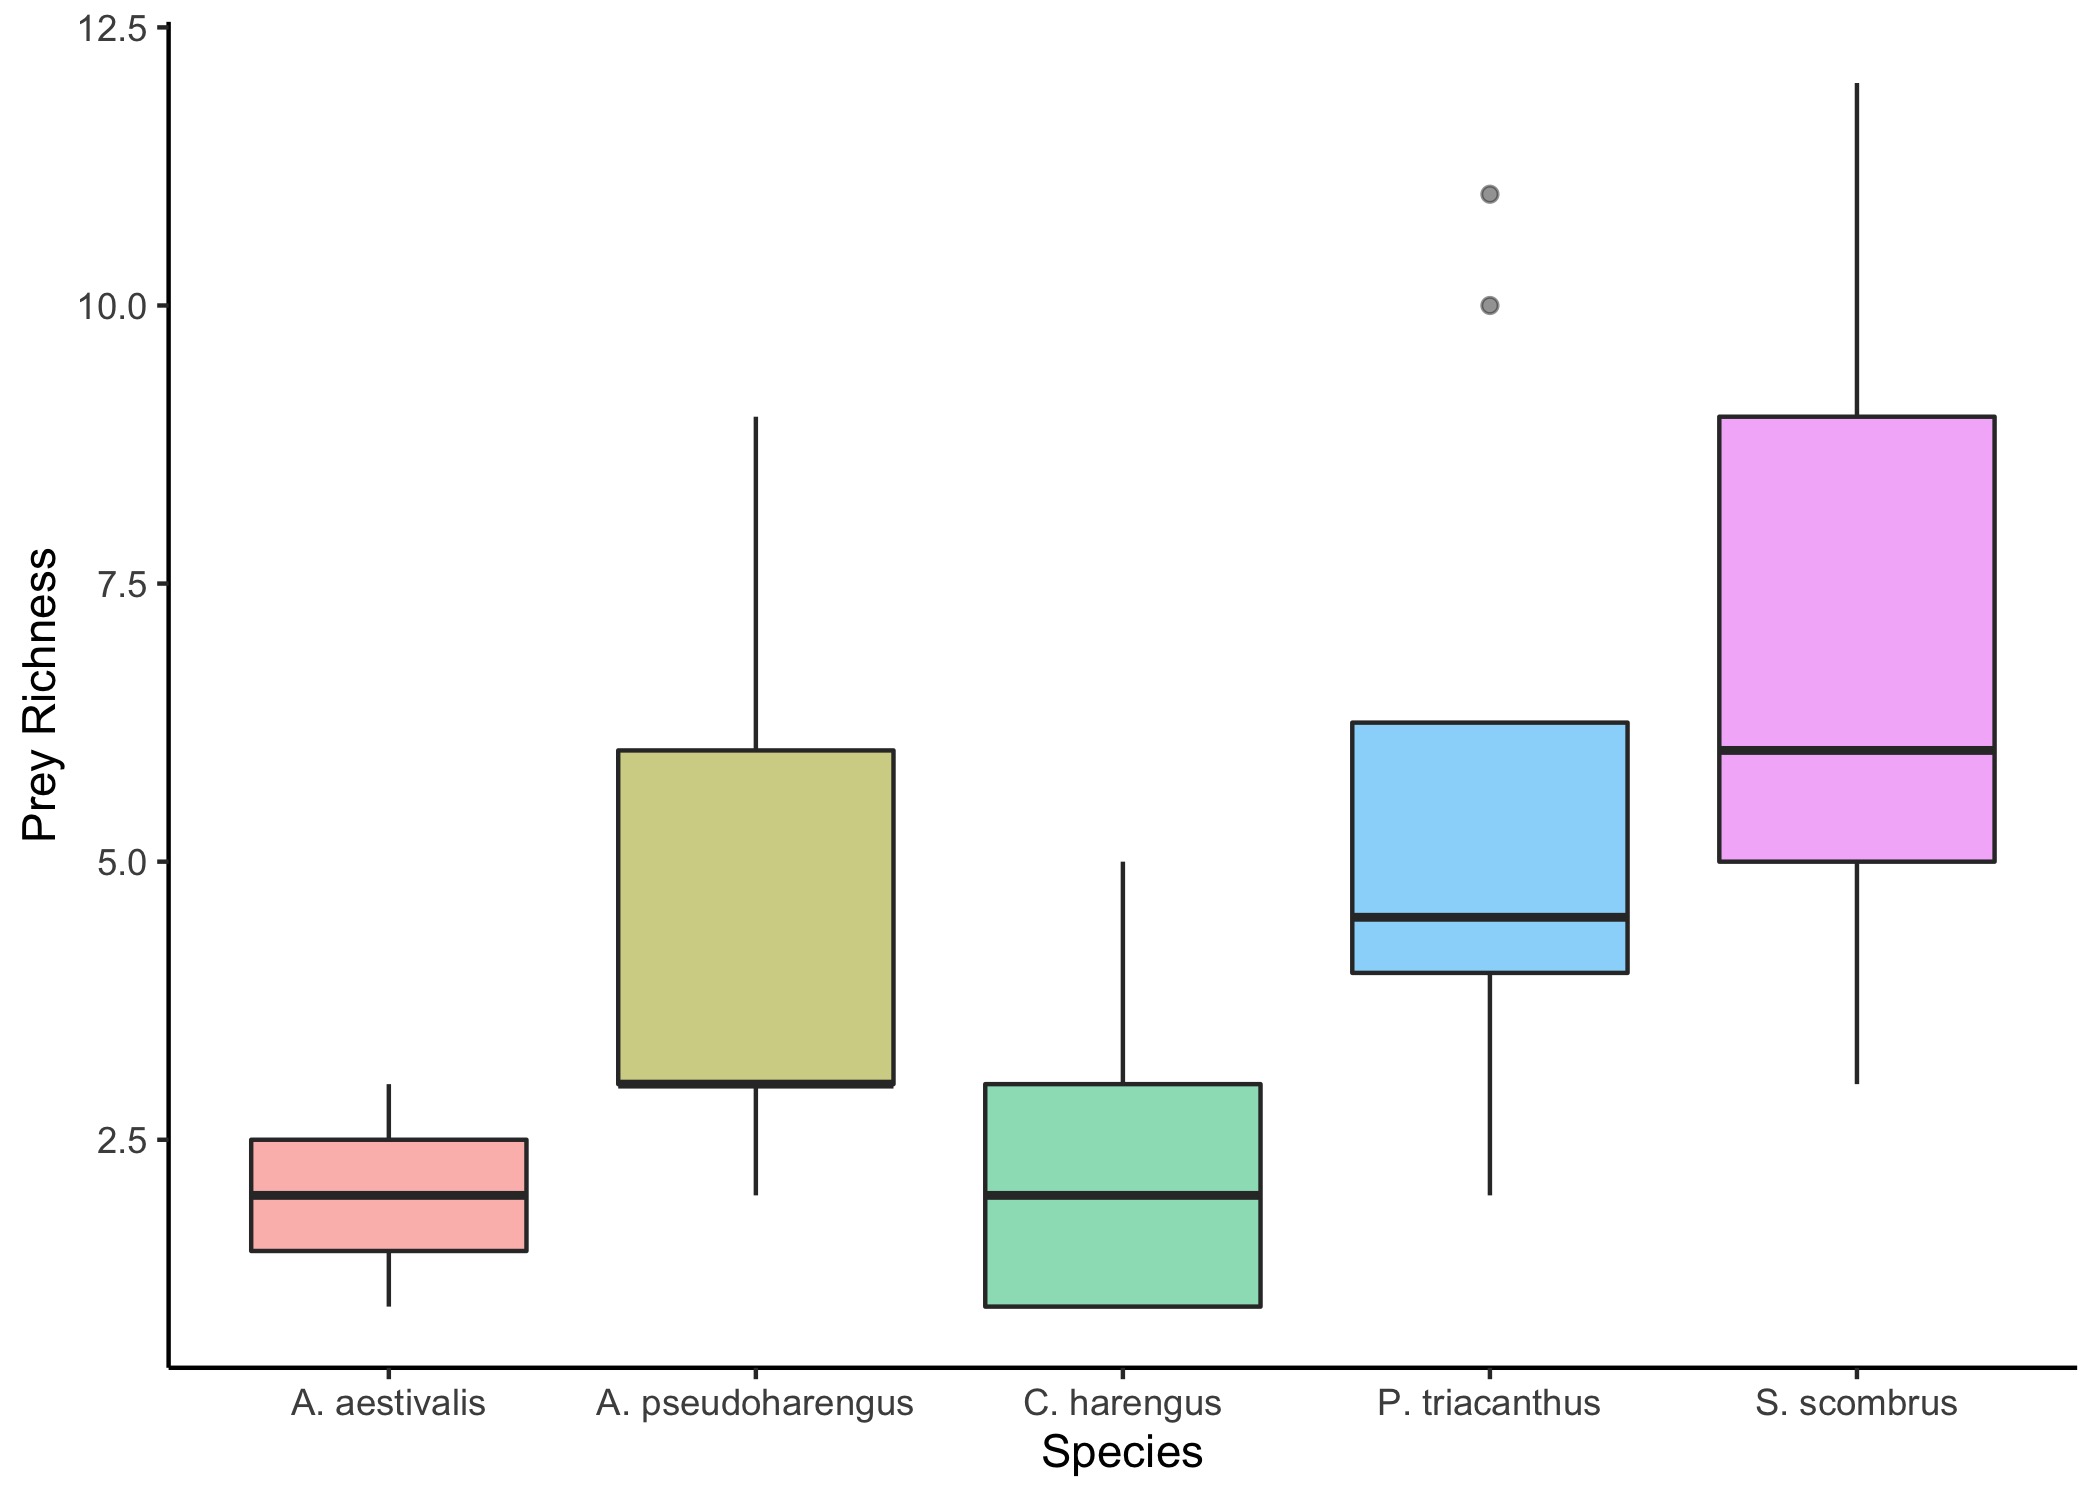 12.5
10.0
7.5
5.0
2.5
Prey Richness
A. aestivalis A. pseudoharengus C. harengus P. triacanthus S. scombrus
Species